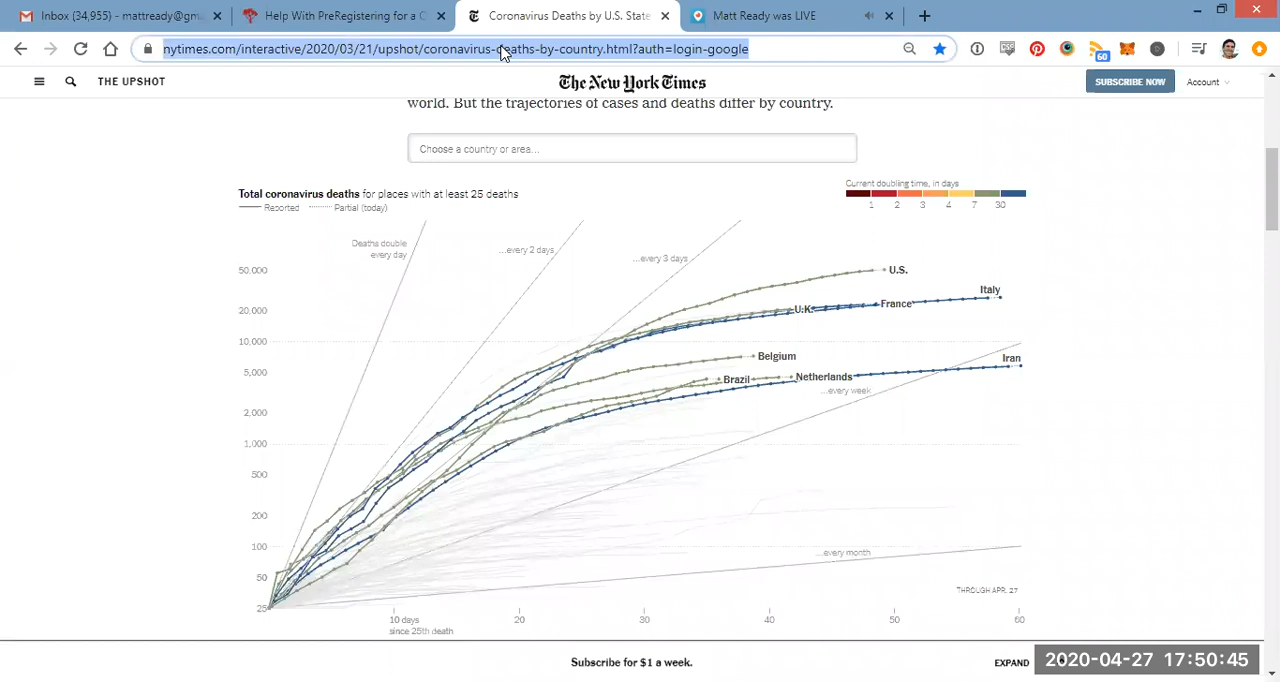 Inbox (34,955) - mattready@gm
Help With PreRegistering for a C
Coronavirus Deaths by U.S. State
Matt Ready was LIVE
nytimes.com/interactive/2020/03/21/upshot/coronavirus-deaths-by-country.html?auth=login-google
60
THE UPSHOT
The New York Times
SUBSCRIBE NOW
Account
world. But the trajectories of cases and deaths differ by country.
Choose a country or area...
Total coronavirus deaths for places with at least 25 deaths
Reported
Partial (today)
Current doubling time, in days
1 2 3 4 7 30
Deaths double
every day
...every 2 days
...every 3 days
50,000
U.S.
Italy
20,000
U.K.
France
10,000
Belgium
Iran
5,000
Brazil
Netherlands
...every week
2,000
1,000
500
200
100
...every month
50
THROUGH APR. 27
25
10 days
since 25th death
20
30
40
50
60
Subscribe for $1 a week.
EXPAND
2020-04-27 17:50:45